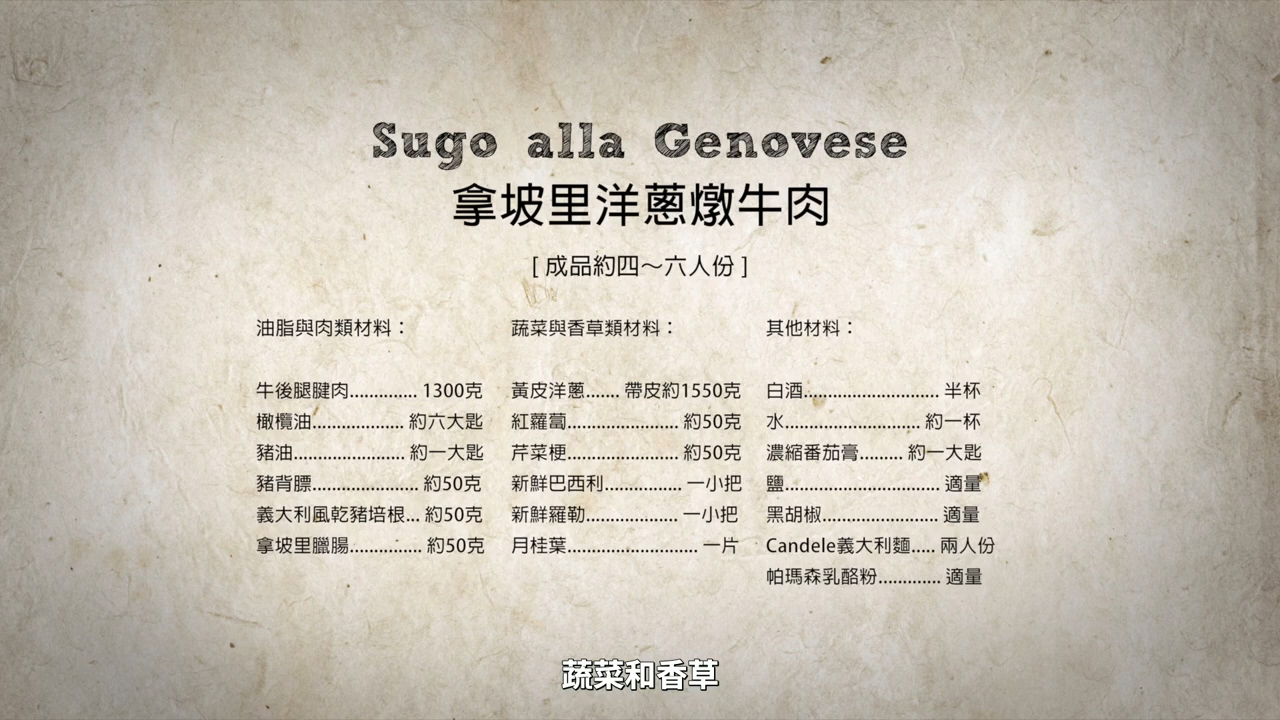 Sugo alla Genovese
拿坡里洋蔥燉牛肉
[ 成品約四～六人份 ]
油脂與肉類材料：
牛後腿腱肉............. 1300克
橄欖油................... 約六大匙
豬油....................... 約一大匙
豬背膘...................... 約50克
義大利風乾豬培根... 約50克
拿坡里臘腸............... 約50克
蔬菜與香草類材料：
黃皮洋蔥....... 帶皮約1550克
紅蘿蔔....................... 約50克
芹菜梗....................... 約50克
新鮮巴西利................ 一小把
新鮮羅勒................... 一小把
月桂葉........................... 一片
其他材料：
白酒............................ 半杯
水............................ 約一杯
濃縮番茄膏......... 約一大匙
鹽................................ 適量
黑胡椒........................ 適量
Candele義大利麵..... 兩人份
帕瑪森乳酪粉............. 適量
蔬菜和香草